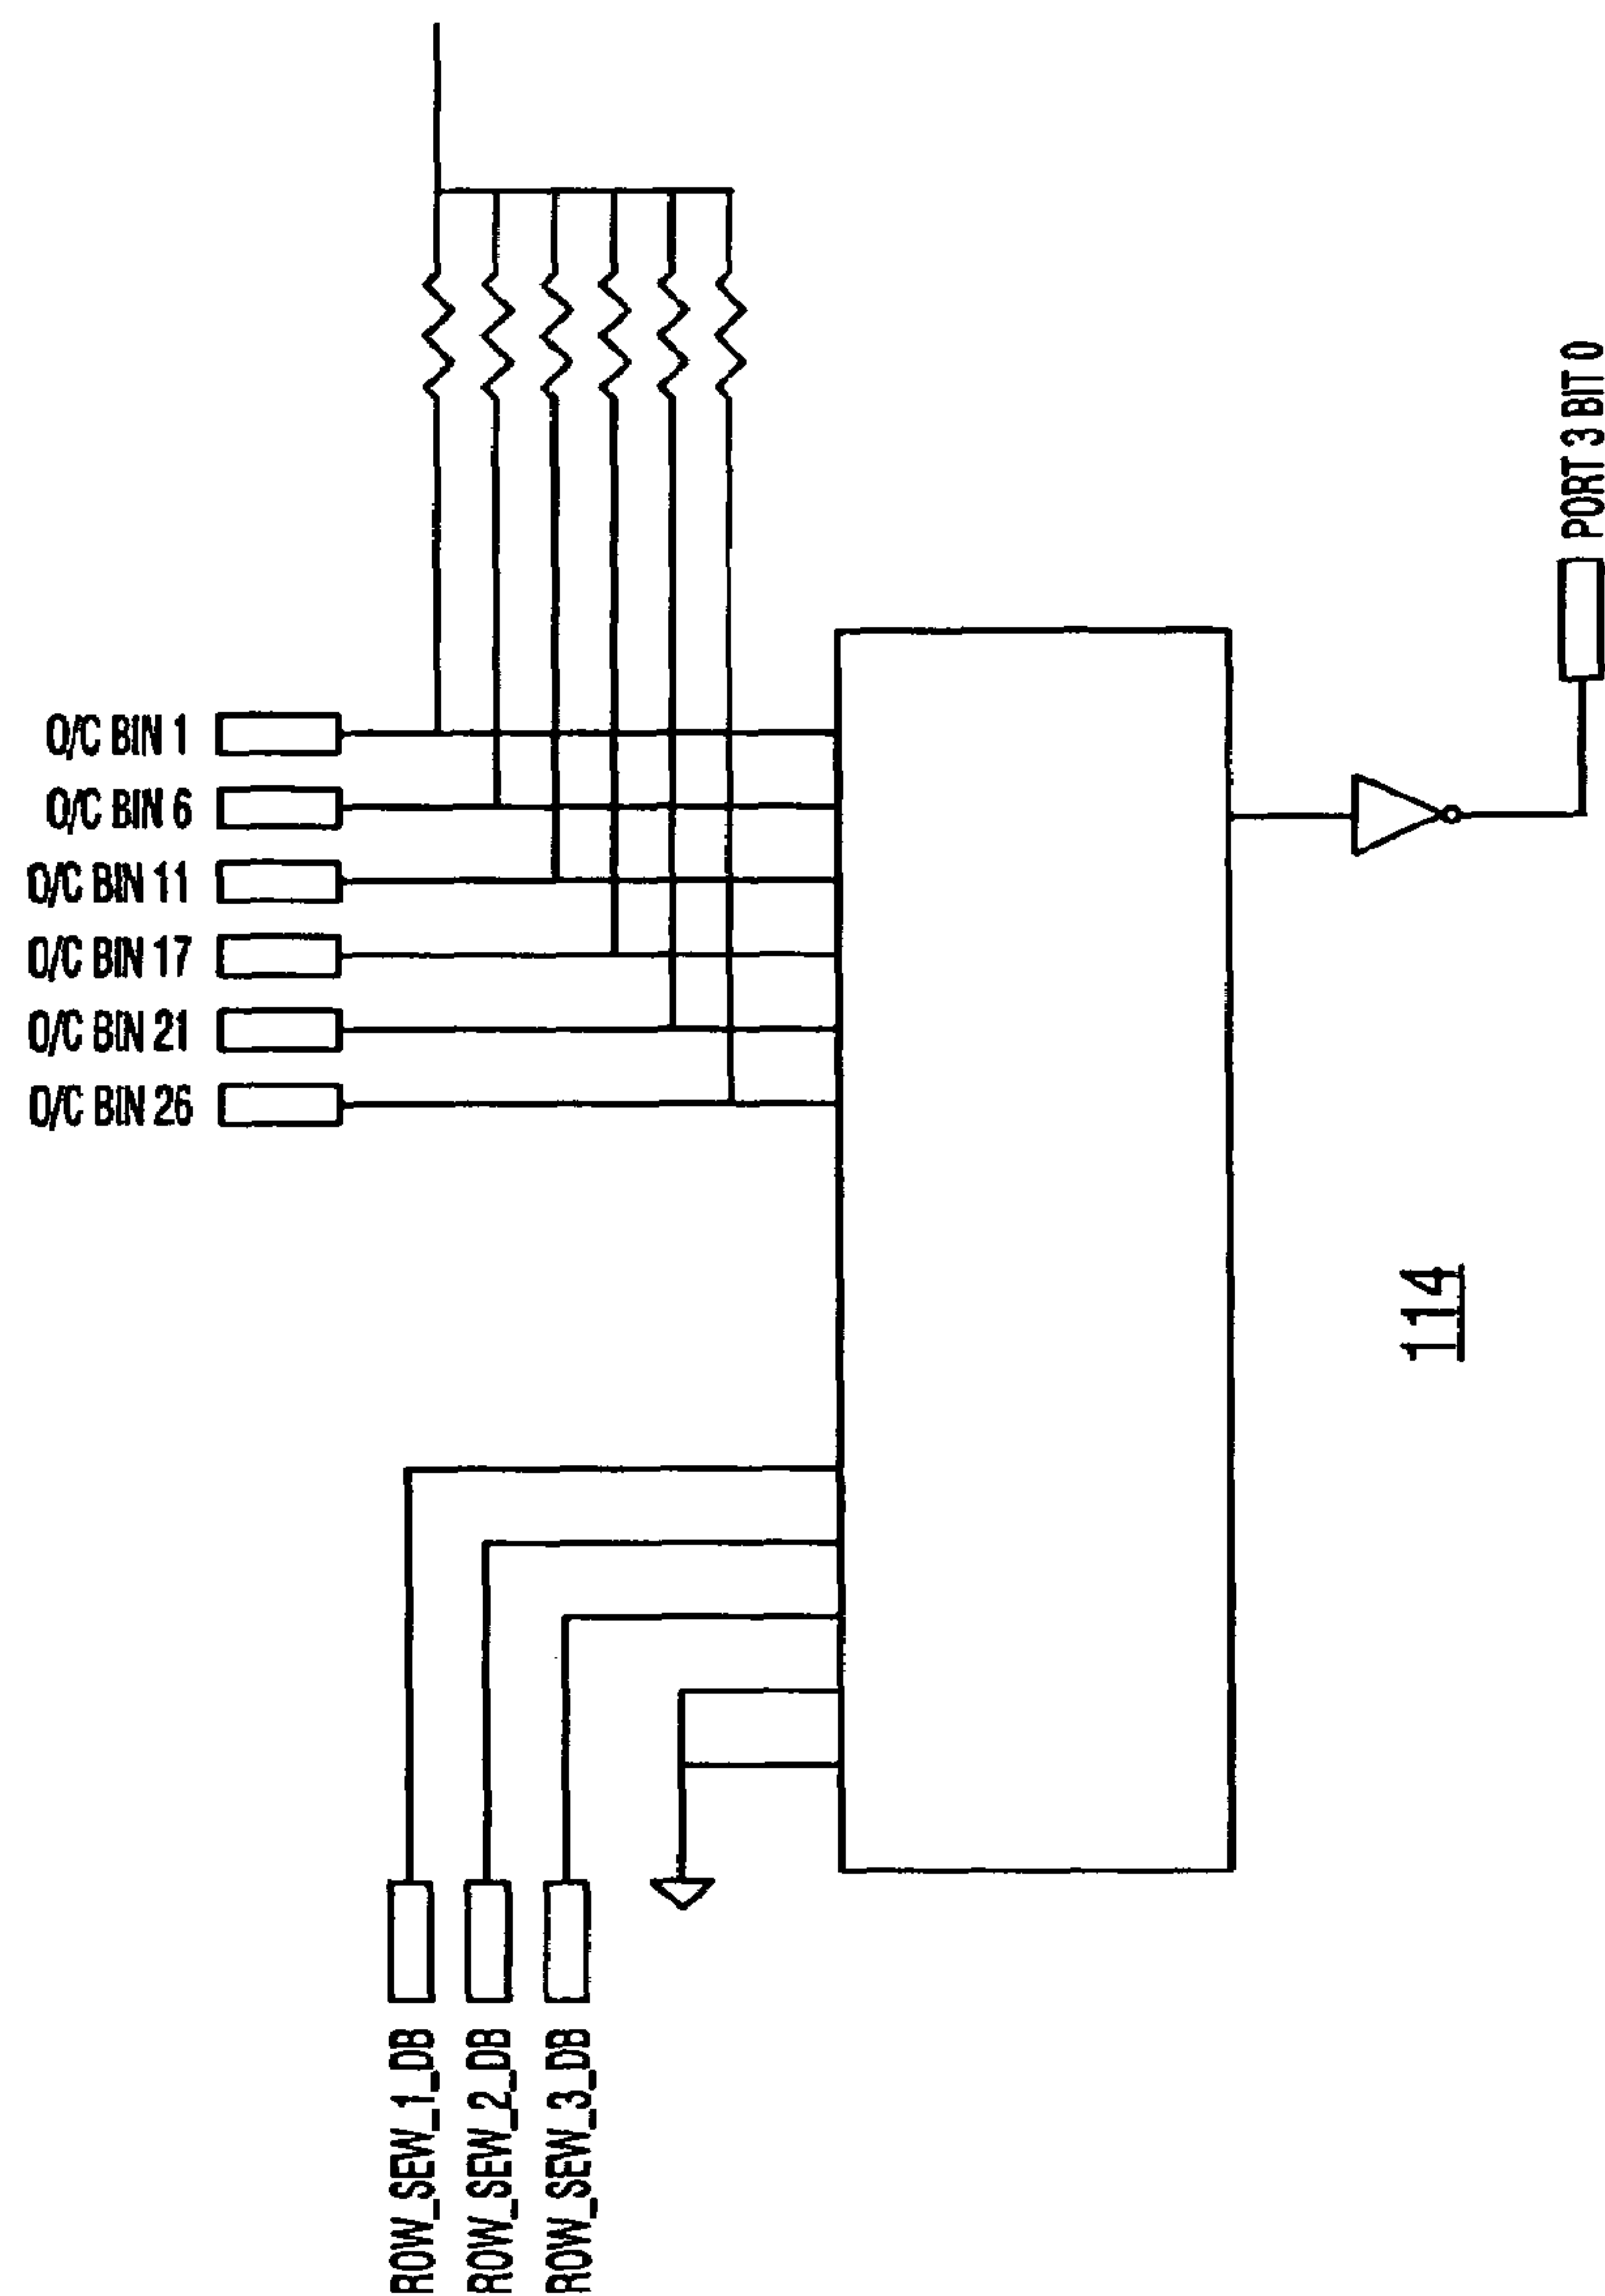 O/C BIN 1
O/C BIN 6
O/C BIN 11
O/C BIN 17
O/C BIN 21
O/C BIN 26
PORT 3 BIT 0
114
ROW_SEW_1_DB
ROW_SEW_2_DB
ROW_SEW_3_DB